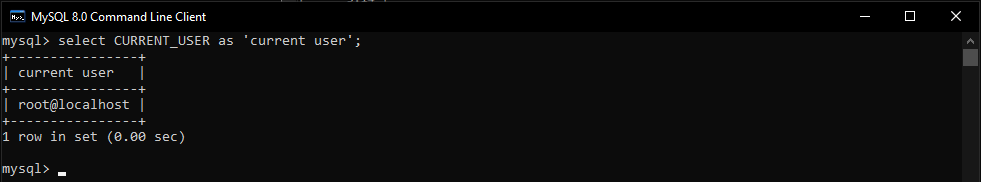 MySQL 8.0 Command Line Client
mysql> select CURRENT_USER as 'current user';
+----------------+
| current user   |
+----------------+
| root@localhost |
+----------------+
1 row in set (0.00 sec)
mysql>